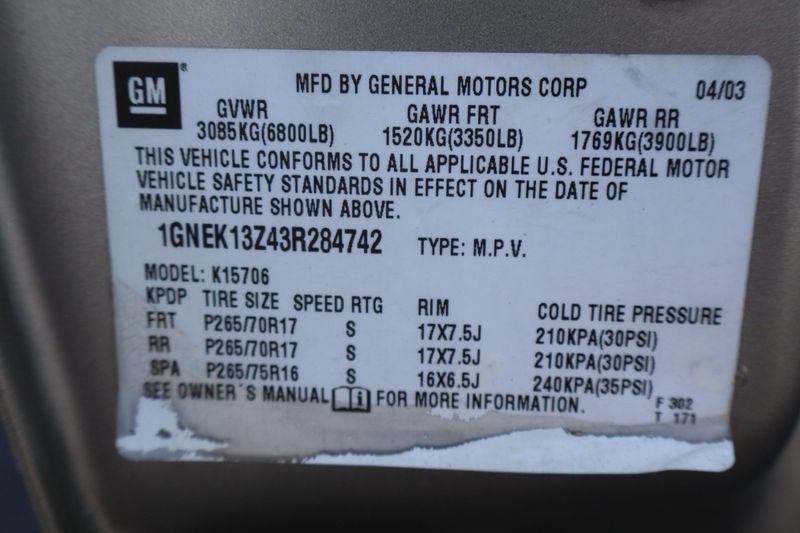 GM ®
MFD BY GENERAL MOTORS CORP 04/03
GVWR GAWR FRT GAWR RR
3085KG(6800LB) 1520KG(3350LB) 1769KG(3900LB)
THIS VEHICLE CONFORMS TO ALL APPLICABLE U.S. FEDERAL MOTOR
VEHICLE SAFETY STANDARDS IN EFFECT ON THE DATE OF
MANUFACTURE SHOWN ABOVE.
1GNEK13Z43R284742 TYPE: M.P.V.
MODEL: K15706
KPDP TIRE SIZE SPEED RTG RIM COLD TIRE PRESSURE
FRT P265/70R17 S 17X7.5J 210KPA(30PSI)
RR P265/70R17 S 17X7.5J 210KPA(30PSI)
SPA P265/75R16 S 16X6.5J 240KPA(35PSI)
SEE OWNER'S MANUAL FOR MORE INFORMATION.
F 302
T 171